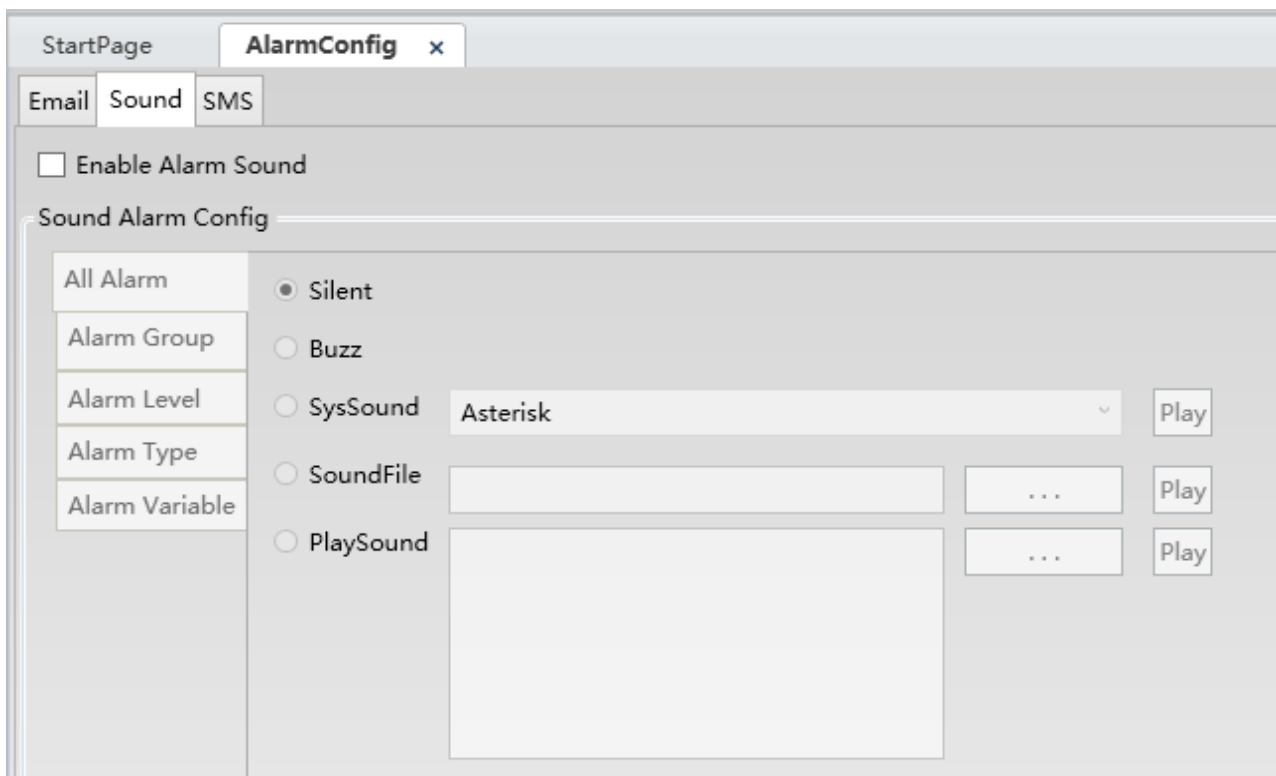 StartPage AlarmConfig ×
Email Sound SMS
Enable Alarm Sound
Sound Alarm Config
All Alarm
Silent
Alarm Group
Buzz
Alarm Level
SysSound Asterisk Play
Alarm Type
SoundFile ... Play
Alarm Variable
PlaySound ... Play